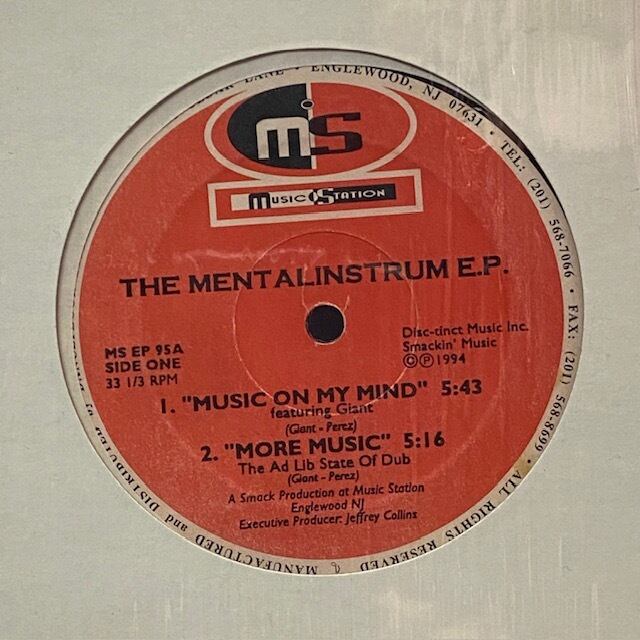 LANE • ENGLEWOOD, NJ 07631 • TEL: (201) 568-7066 • FAX: (201) 568-8699 • ALL RIGHTS RESERVED • MANUFACTURED and DISTRIBUTED by
mS
MUSIC STATION
THE MENTALINSTRUM E.P.
MS EP 95A
SIDE ONE
33 1/3 RPM
Disc-tinct Music Inc.
Smackin' Music
©℗1994
1. "MUSIC ON MY MIND" 5:43
featuring Giant
(Giant - Perez)
2. "MORE MUSIC" 5:16
The Ad Lib State Of Dub
(Giant - Perez)
A Smack Production at Music Station
Englewood NJ
Executive Producer: Jeffrey Collins